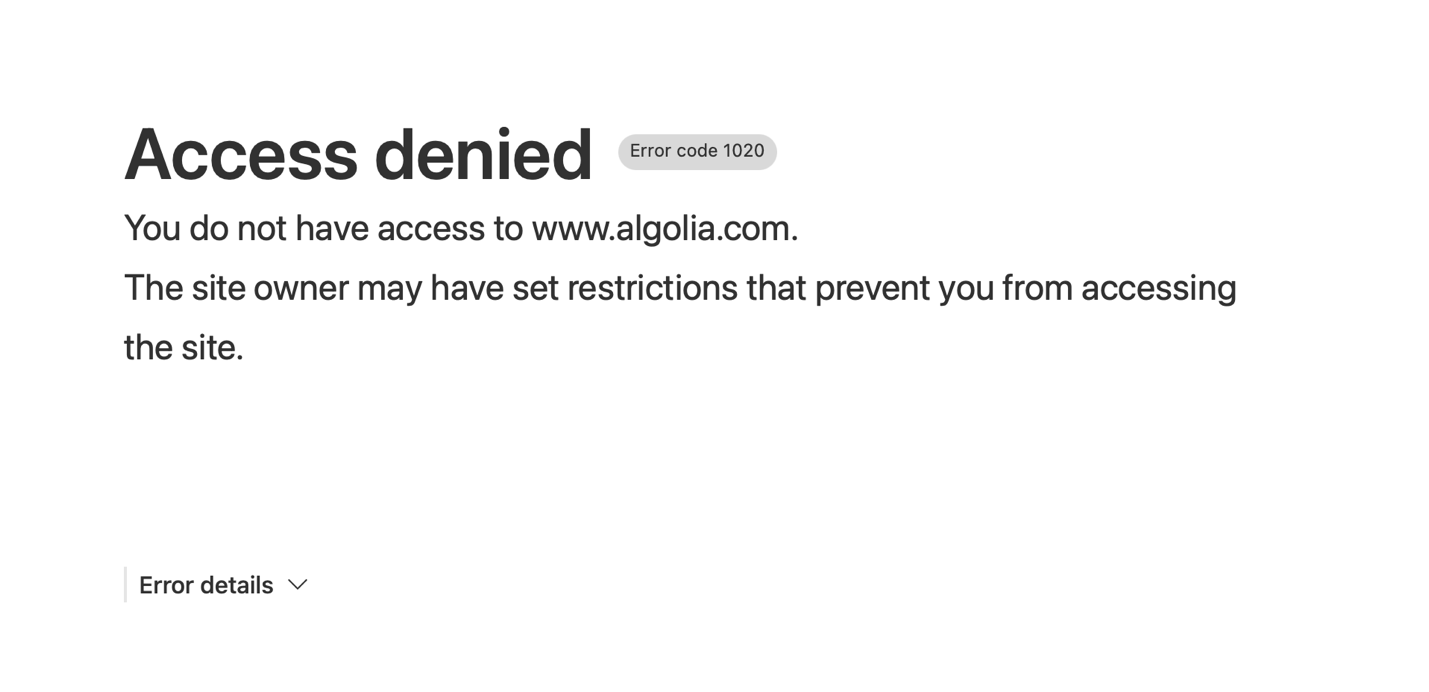 Access denied Error code 1020
You do not have access to www.algolia.com.
The site owner may have set restrictions that prevent you from accessing
the site.
Error details